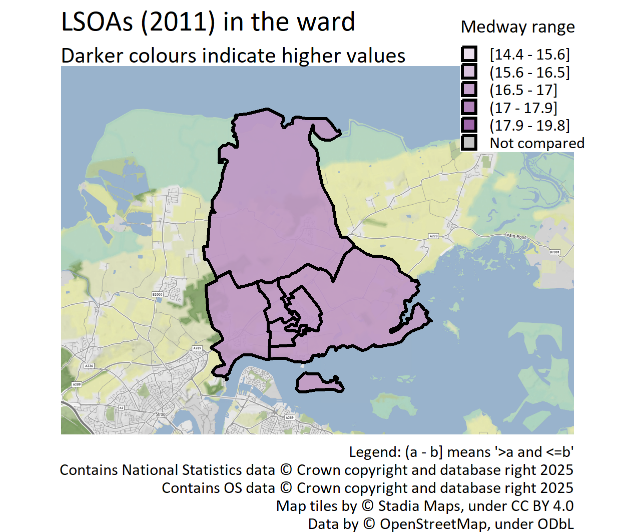 LSOAs (2011) in the ward
Darker colours indicate higher values
Medway range
[14.4 - 15.6]
(15.6 - 16.5]
(16.5 - 17]
(17 - 17.9]
(17.9 - 19.8]
Not compared
Legend: (a - b] means '>a and <=b'
Contains National Statistics data © Crown copyright and database right 2025
Contains OS data © Crown copyright and database right 2025
Map tiles by © Stadia Maps, under CC BY 4.0
Data by © OpenStreetMap, under ODbL